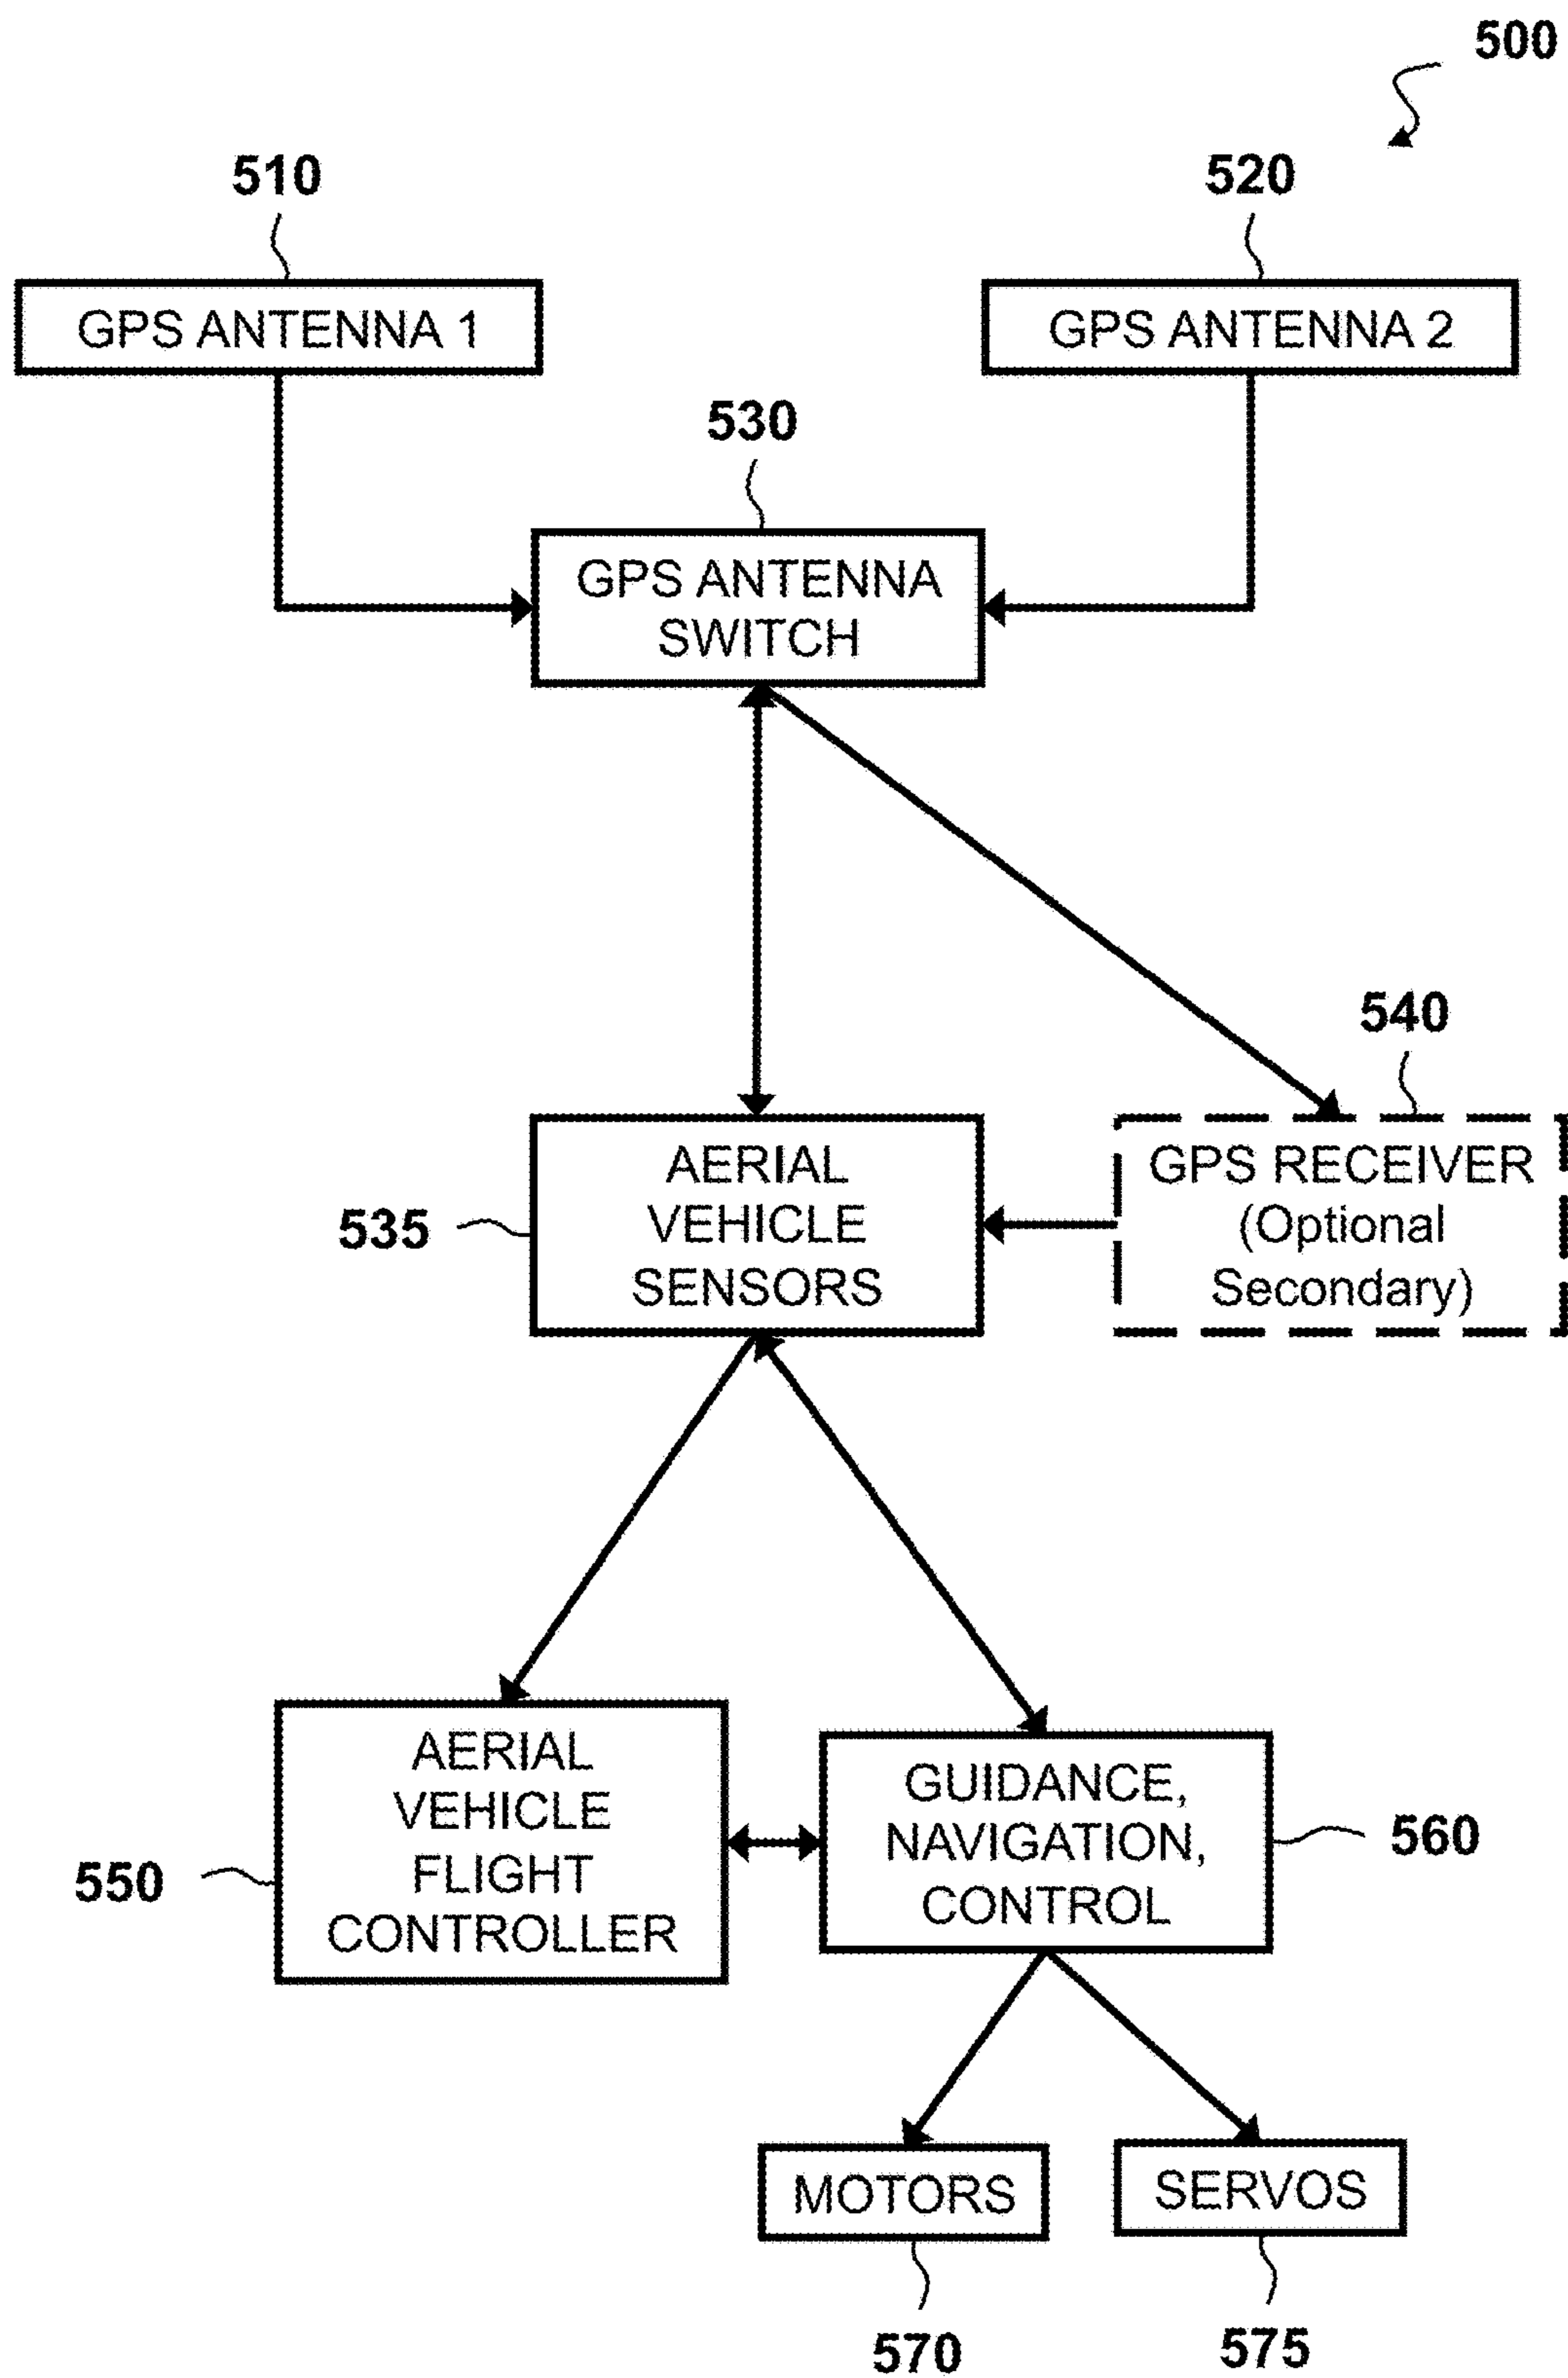 500
510
520
GPS ANTENNA 1
GPS ANTENNA 2
530
GPS ANTENNA
SWITCH
540
535
AERIAL
VEHICLE
SENSORS
GPS RECEIVER
(Optional
Secondary)
550
AERIAL
VEHICLE
FLIGHT
CONTROLLER
GUIDANCE,
NAVIGATION,
CONTROL
560
MOTORS
SERVOS
570
575